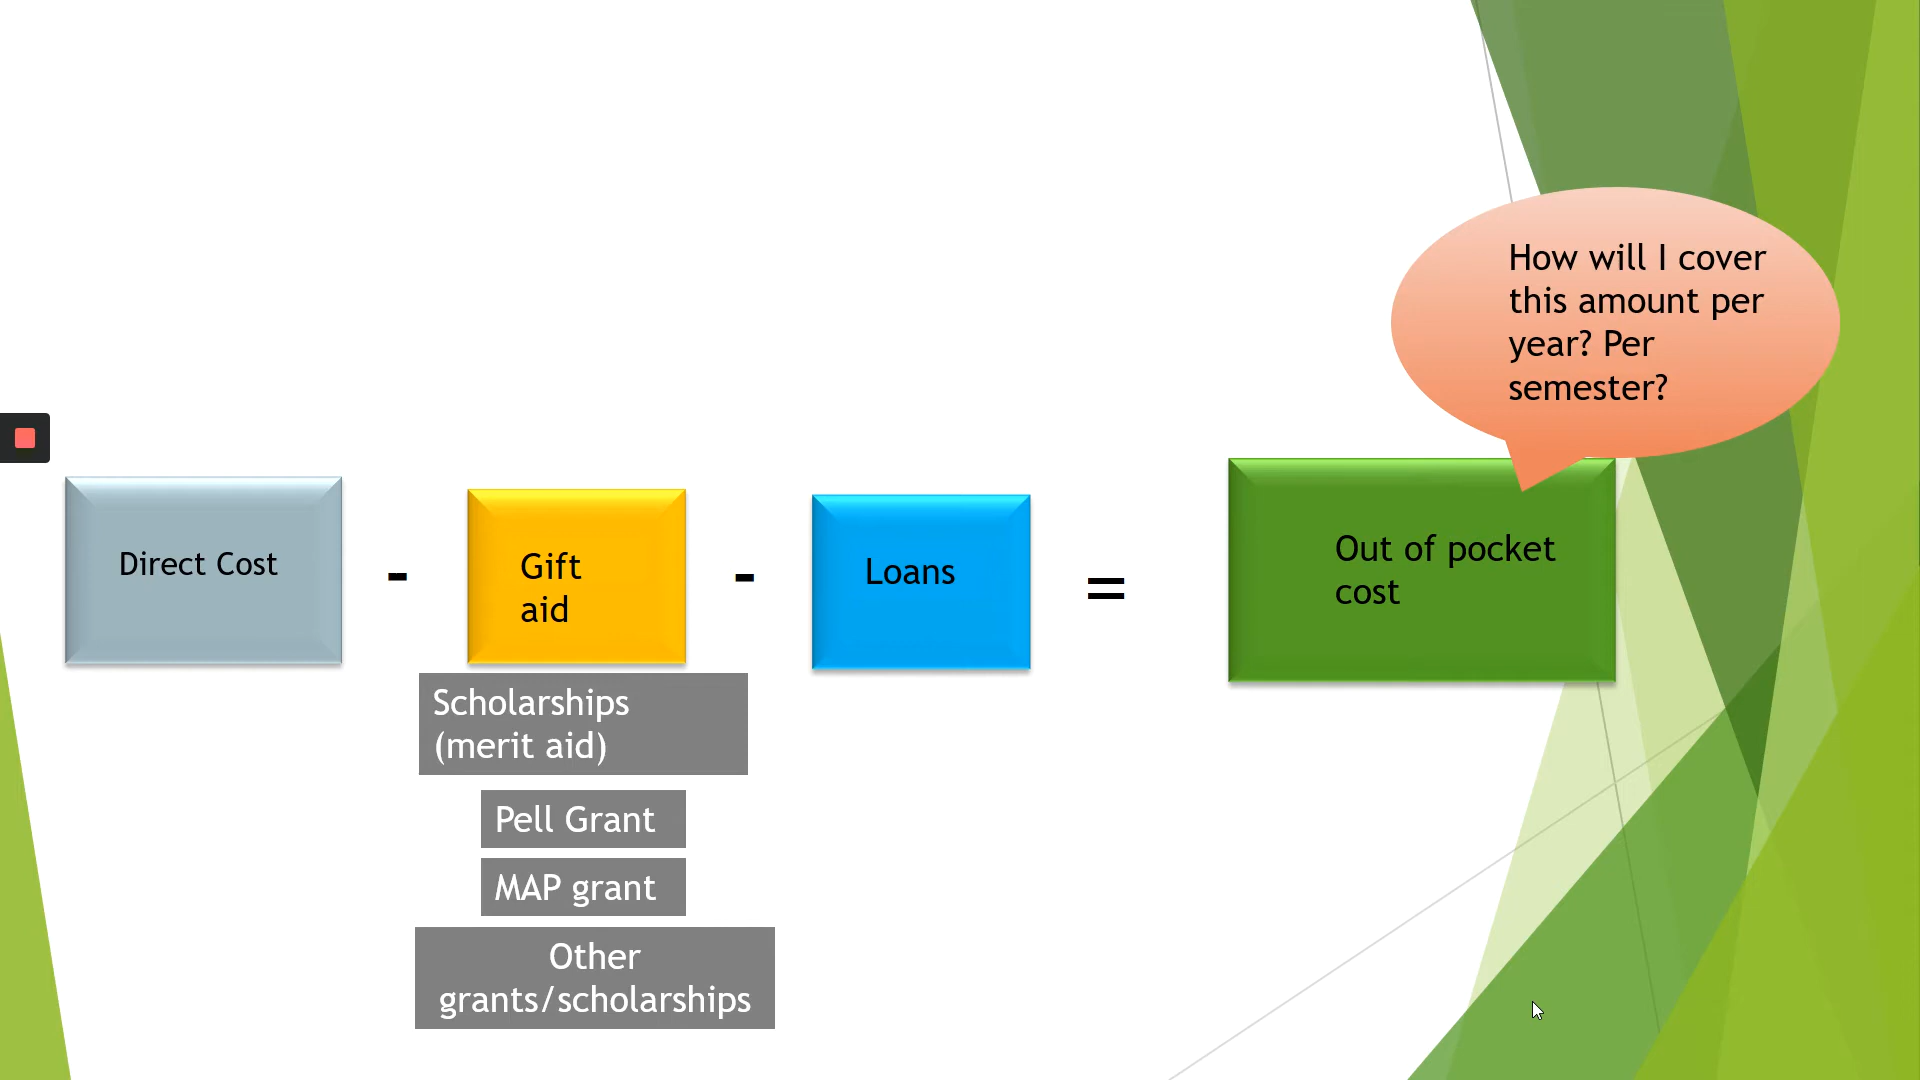 How will I cover
this amount per
year? Per
semester?
Direct Cost
-
Gift
aid
-
Loans
=
Out of pocket
cost
Scholarships
(merit aid)
Pell Grant
MAP grant
Other
grants/scholarships